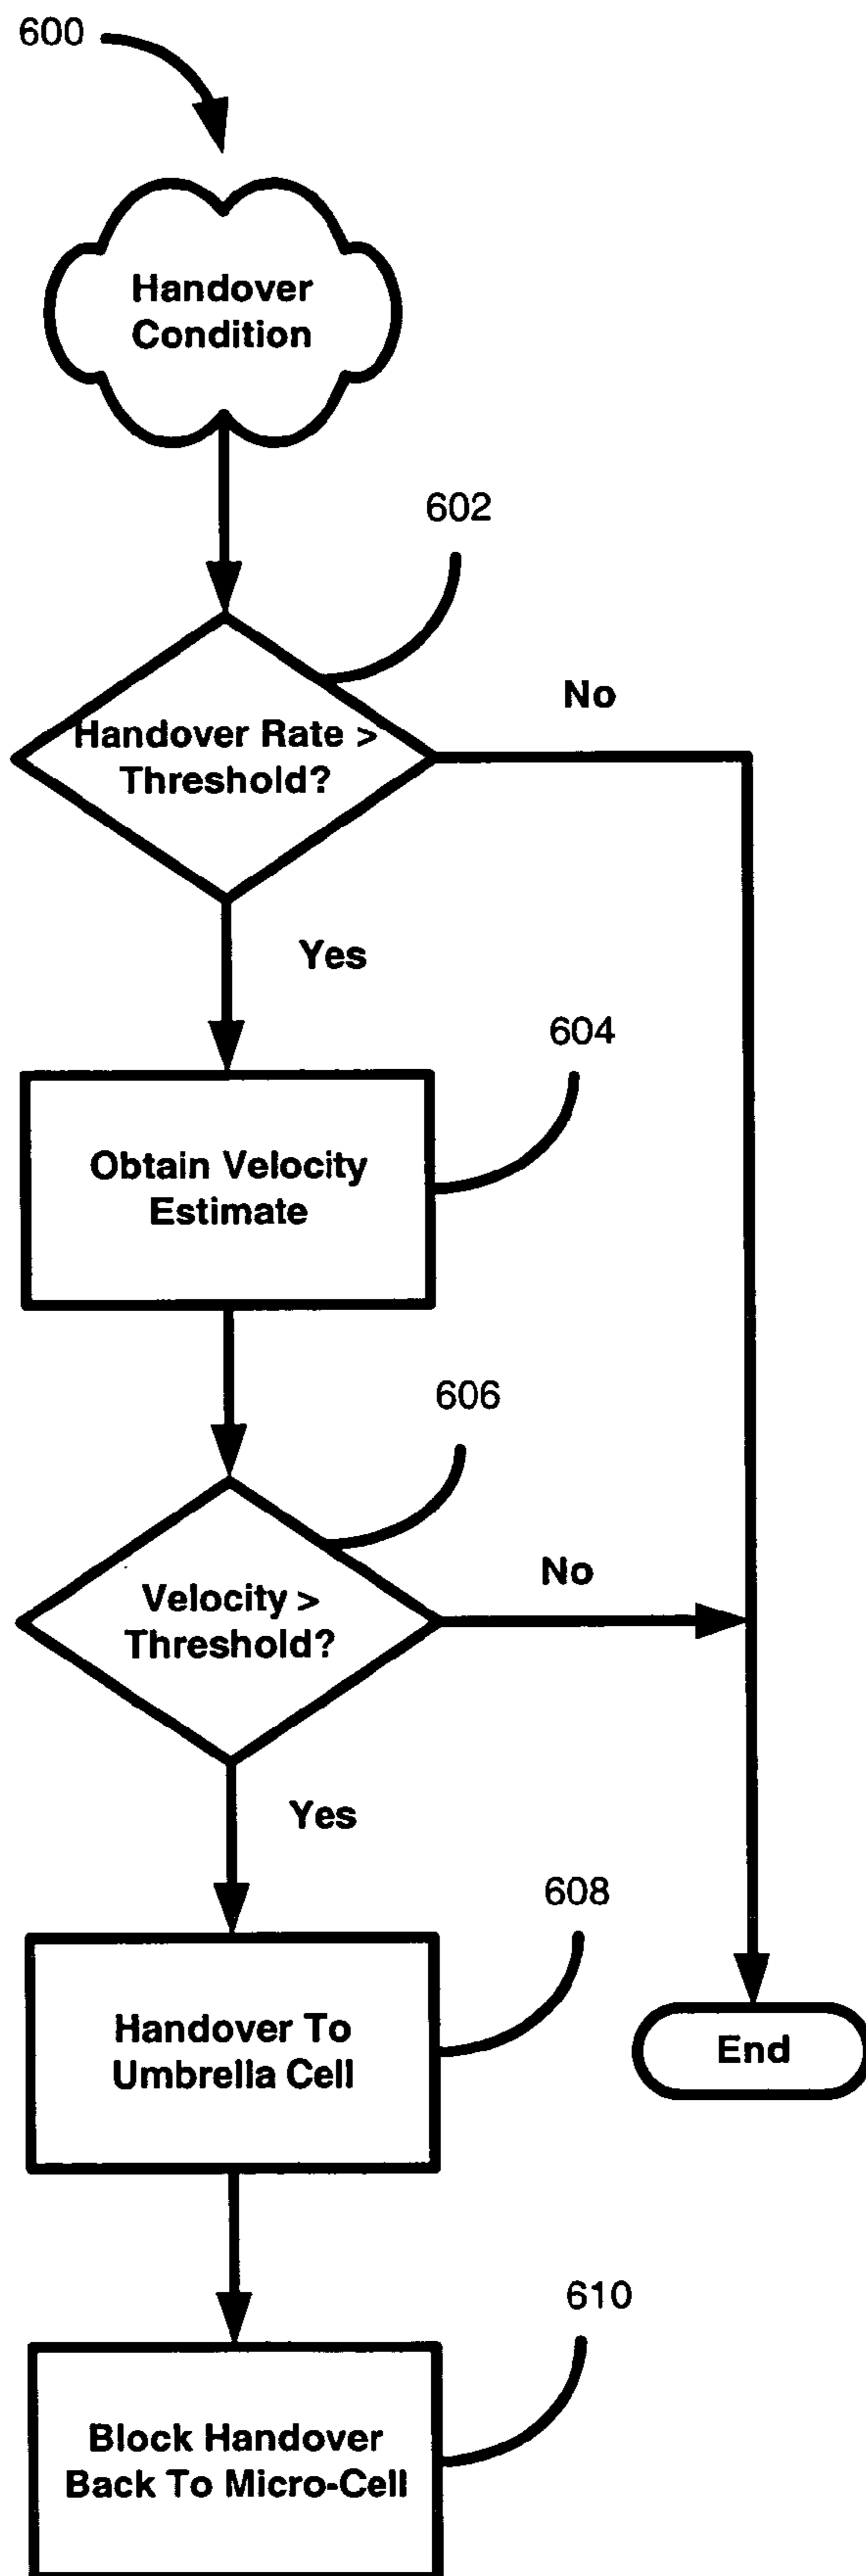 600
Handover
Condition
602
No
Handover Rate >
Threshold?
Yes
604
Obtain Velocity
Estimate
606
No
Velocity >
Threshold?
Yes
608
Handover To
Umbrella Cell
End
610
Block Handover
Back To Micro-Cell